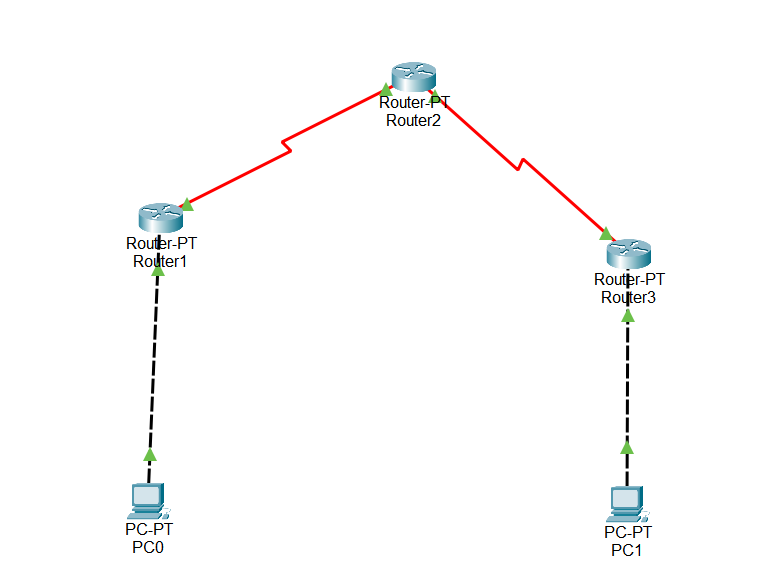 Router-PT
Router2
Router-PT
Router1
Router-PT
Router3
PC-PT
PC0
PC-PT
PC1